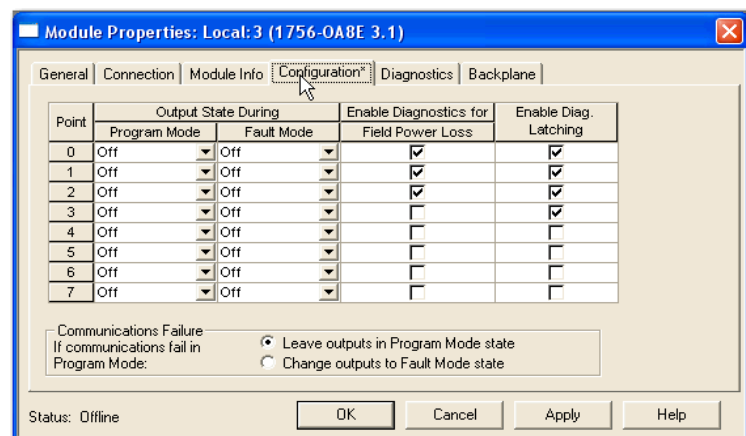 Module Properties: Local:3 (1756-OA8E 3.1)
General Connection Module Info Configuration* Diagnostics Backplane
Point Output State During Enable Diagnostics for Enable Diag. Latching
Program Mode Fault Mode Field Power Loss
0 Off Off
1 Off Off
2 Off Off
3 Off Off
4 Off Off
5 Off Off
6 Off Off
7 Off Off
Communications Failure
If communications fail in Program Mode:
Leave outputs in Program Mode state
Change outputs to Fault Mode state
Status: Offline OK Cancel Apply Help